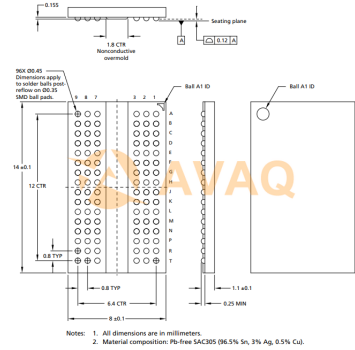 0.155
Seating plane
1.8 CTR
Nonconductive
overmold
A
0.12 A
96X Ø0.45
Dimensions apply
to solder balls post-
reflow on Ø0.35
SMD ball pads.
Ball A1 ID
Ball A1 ID
9 8 7 3 2 1
A
B
C
D
E
F
G
H
J
K
L
M
N
P
R
T
14 ±0.1
12 CTR
0.8 TYP
0.8 TYP
6.4 CTR
8 ±0.1
1.1 ±0.1
0.25 MIN
AVAQ
Notes: 1. All dimensions are in millimeters.
2. Material composition: Pb-free SAC305 (96.5% Sn, 3% Ag, 0.5% Cu).